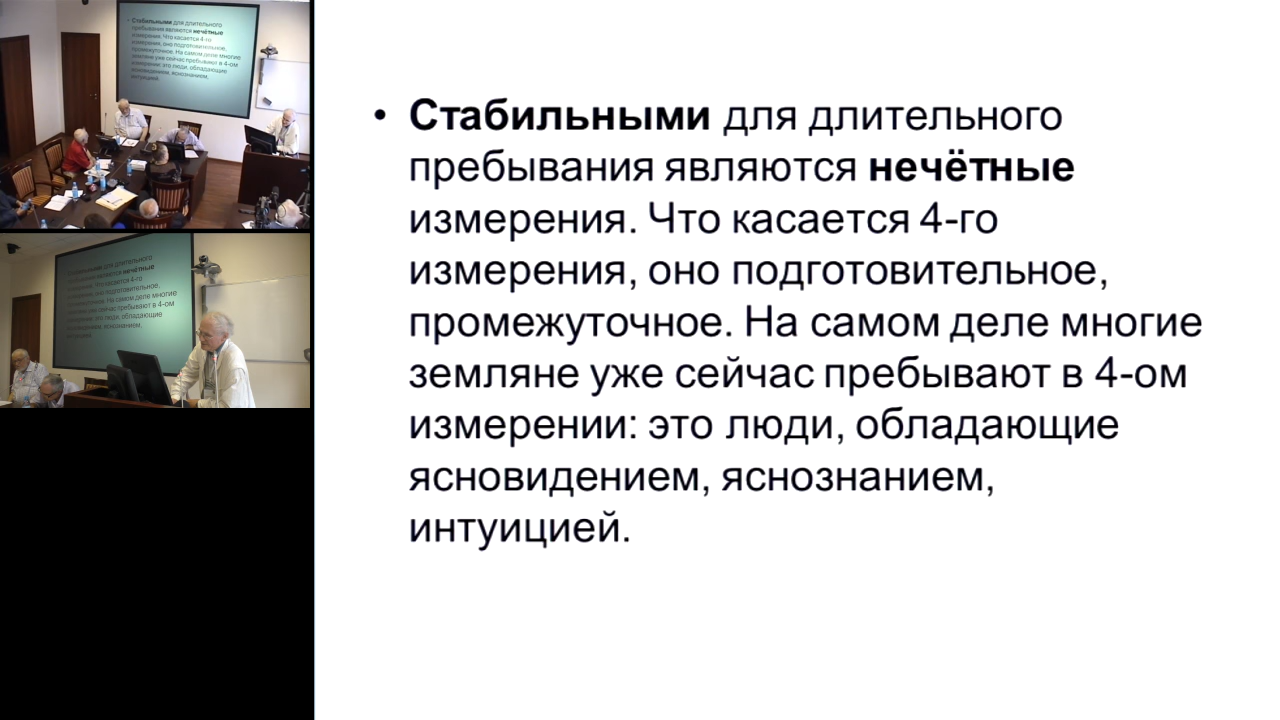 • Стабильными для длительного
пребывания являются нечётные
измерения. Что касается 4-го
измерения, оно подготовительное,
промежуточное. На самом деле многие
земляне уже сейчас пребывают в 4-ом
измерении: это люди, обладающие
ясновидением, яснознанием,
интуицией.